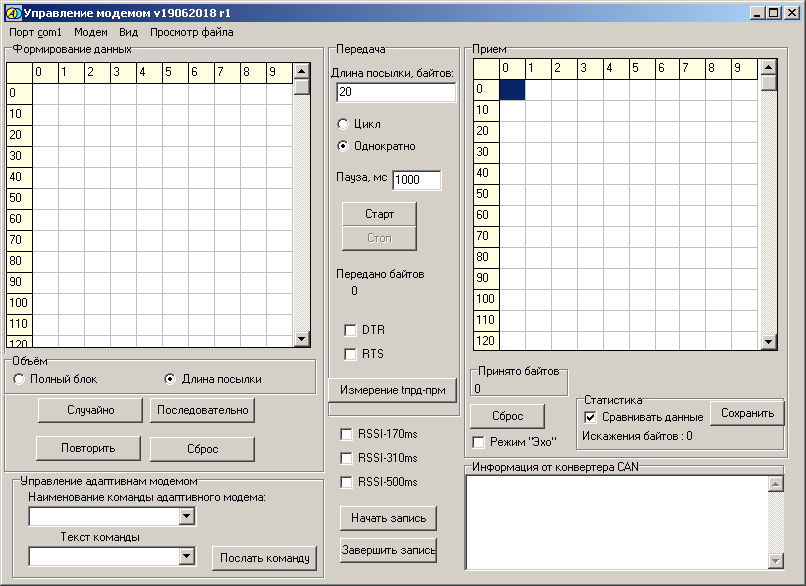 Управление модемом v19062018 r1
Порт com1 Модем Вид Просмотр файла
Формирование данных
0 1 2 3 4 5 6 7 8 9
0
10
20
30
40
50
60
70
80
90
100
110
120
Объём
Полный блок Длина посылки
Случайно Последовательно
Повторить Сброс
Управление адаптивнам модемом
Наименование команды адаптивного модема:
Текст команды
Послать команду
Передача
Длина посылки, байтов:
20
Цикл
Однократно
Пауза, мс 1000
Старт
Стоп
Передано байтов
0
DTR
RTS
Измерение tпрд-прм
RSSI-170ms
RSSI-310ms
RSSI-500ms
Начать запись
Завершить запись
Прием
0 1 2 3 4 5 6 7 8 9
0
10
20
30
40
50
60
70
80
90
100
110
120
Принято байтов
0
Сброс
Режим "Эхо"
Статистика
Сравнивать данные Сохранить
Искажения байтов : 0
Информация от конвертера CAN